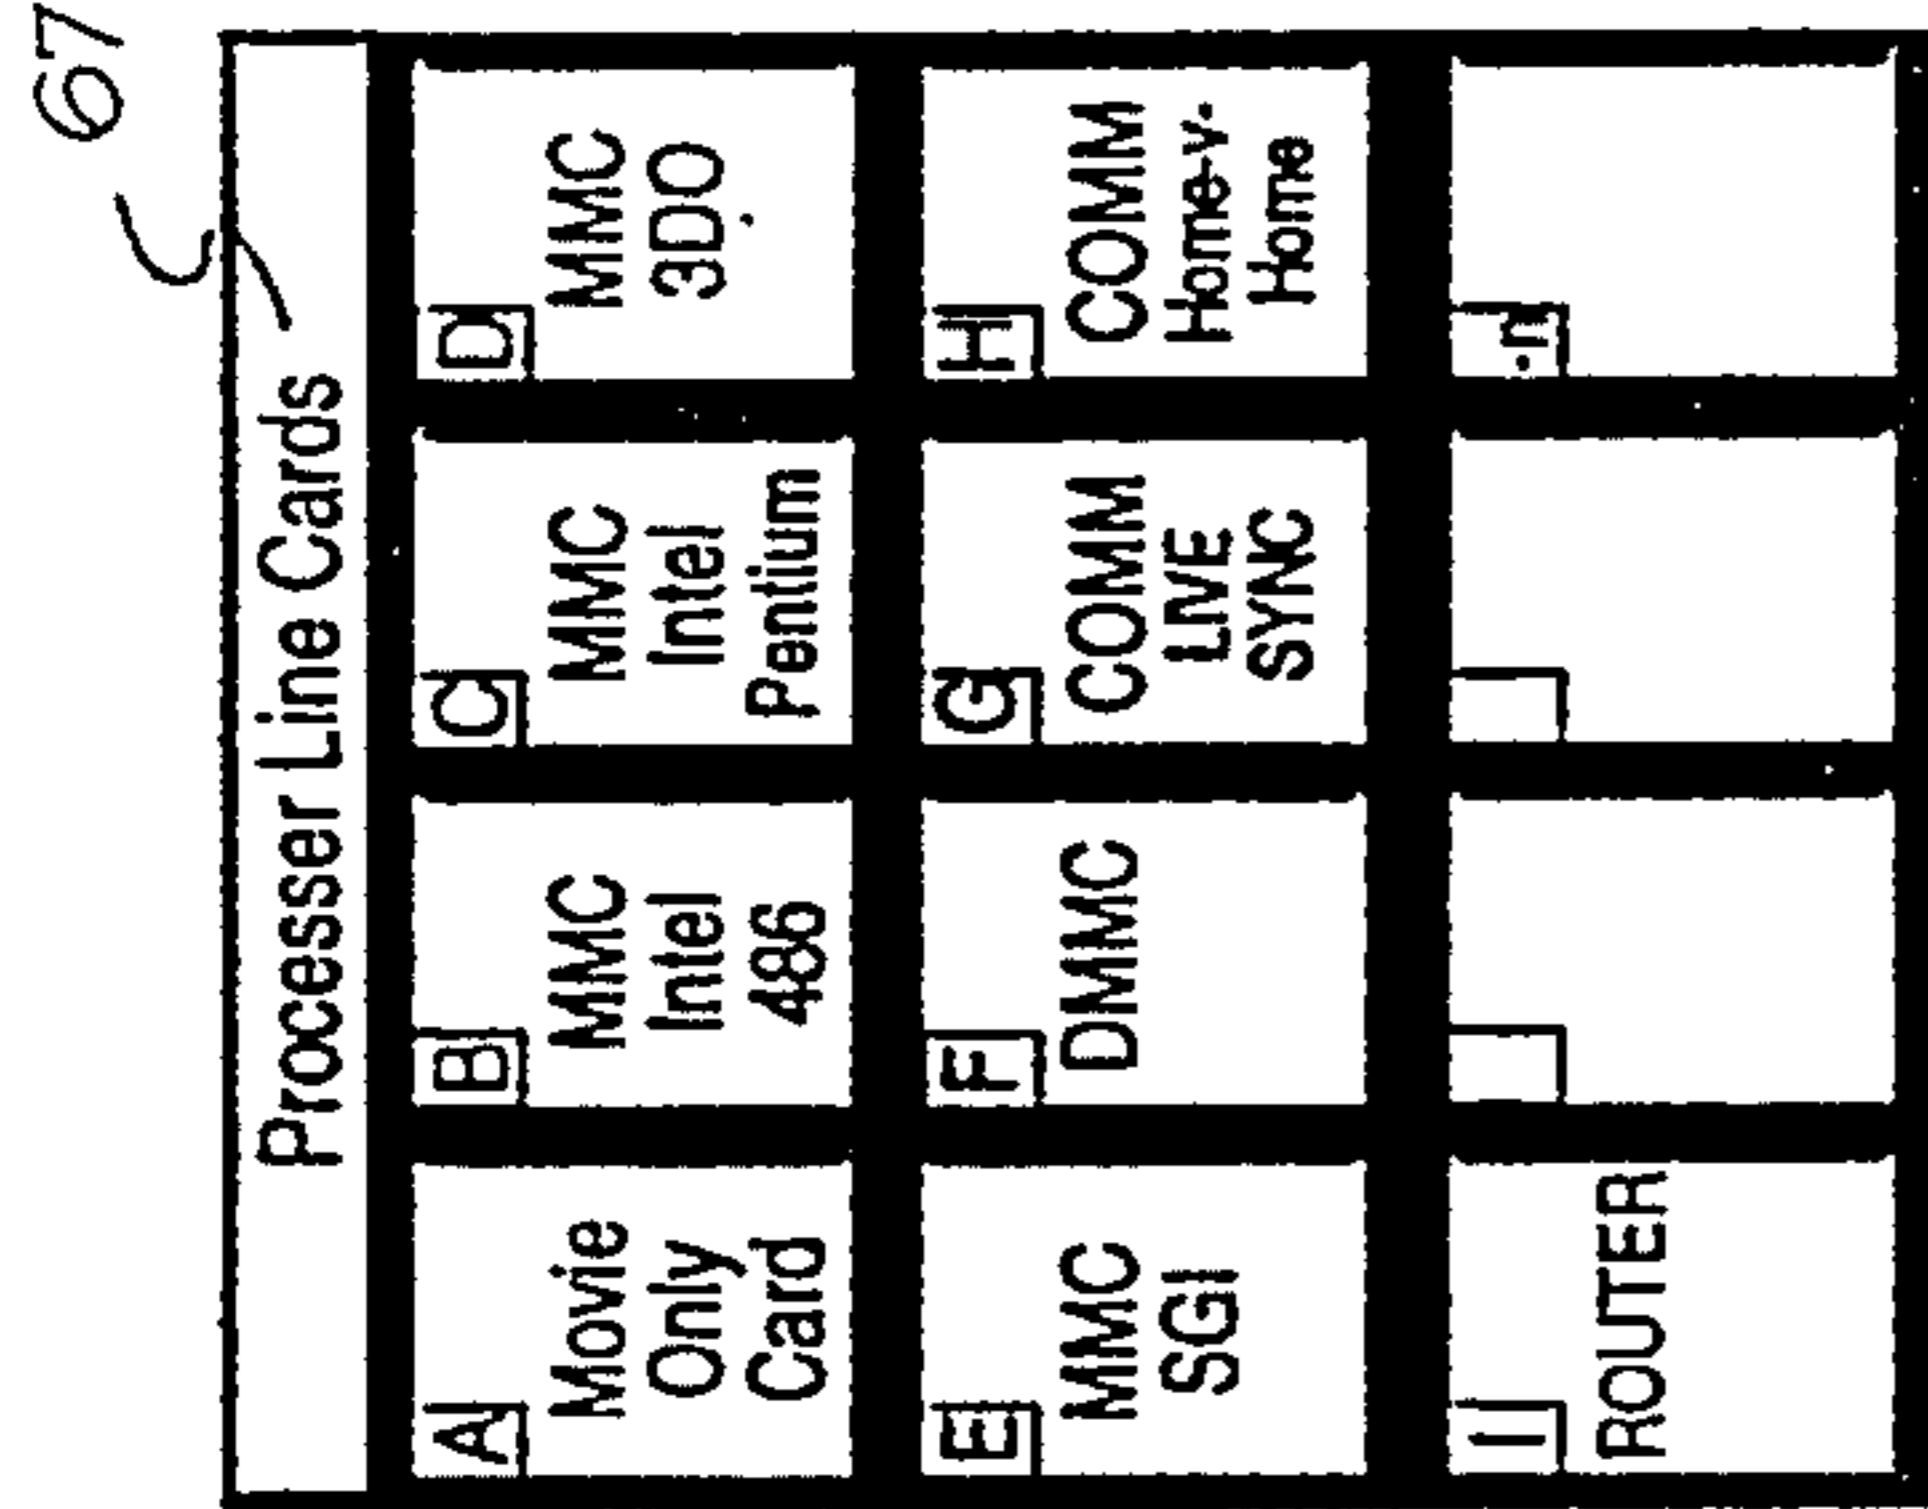 67
Processer Line Cards
A
Movie
Only
Card
B
MMC
Intel
486
C
MMC
Intel
Pentium
D
MMC
3DO
E
MMC
SGI
F
DMMC
G
COMM
LIVE
SYNC
H
COMM
Home-v.
Home
I
ROUTER
.n